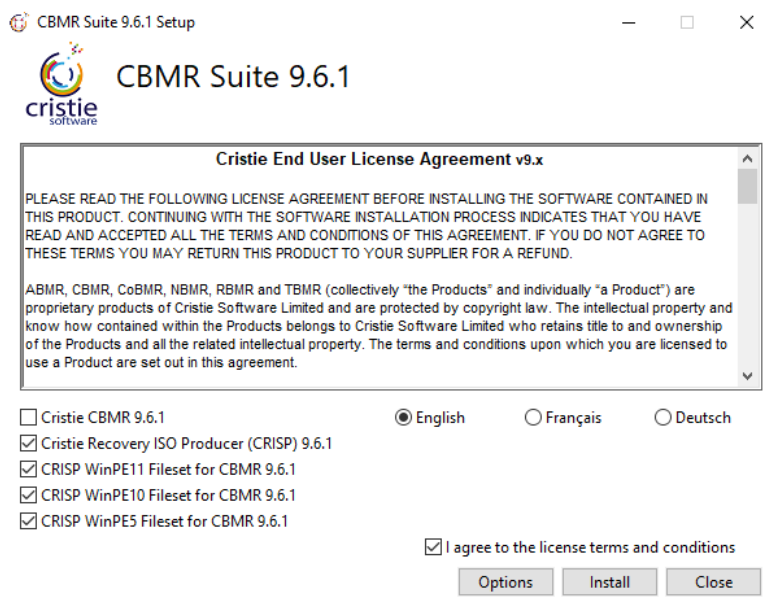 CBMR Suite 9.6.1 Setup
CBMR Suite 9.6.1
cristie
software
Cristie End User License Agreement v9.x
PLEASE READ THE FOLLOWING LICENSE AGREEMENT BEFORE INSTALLING THE SOFTWARE CONTAINED IN
THIS PRODUCT. CONTINUING WITH THE SOFTWARE INSTALLATION PROCESS INDICATES THAT YOU HAVE
READ AND ACCEPTED ALL THE TERMS AND CONDITIONS OF THIS AGREEMENT. IF YOU DO NOT AGREE TO
THESE TERMS YOU MAY RETURN THIS PRODUCT TO YOUR SUPPLIER FOR A REFUND.
ABMR, CBMR, CoBMR, NBMR, RBMR and TBMR (collectively “the Products” and individually “a Product”) are
proprietary products of Cristie Software Limited and are protected by copyright law. The intellectual property and
know how contained within the Products belongs to Cristie Software Limited who retains title to and ownership
of the Products and all the related intellectual property. The terms and conditions upon which you are licensed to
use a Product are set out in this agreement.
Cristie CBMR 9.6.1 English Français Deutsch
Cristie Recovery ISO Producer (CRISP) 9.6.1
CRISP WinPE11 Fileset for CBMR 9.6.1
CRISP WinPE10 Fileset for CBMR 9.6.1
CRISP WinPE5 Fileset for CBMR 9.6.1
I agree to the license terms and conditions
Options Install Close